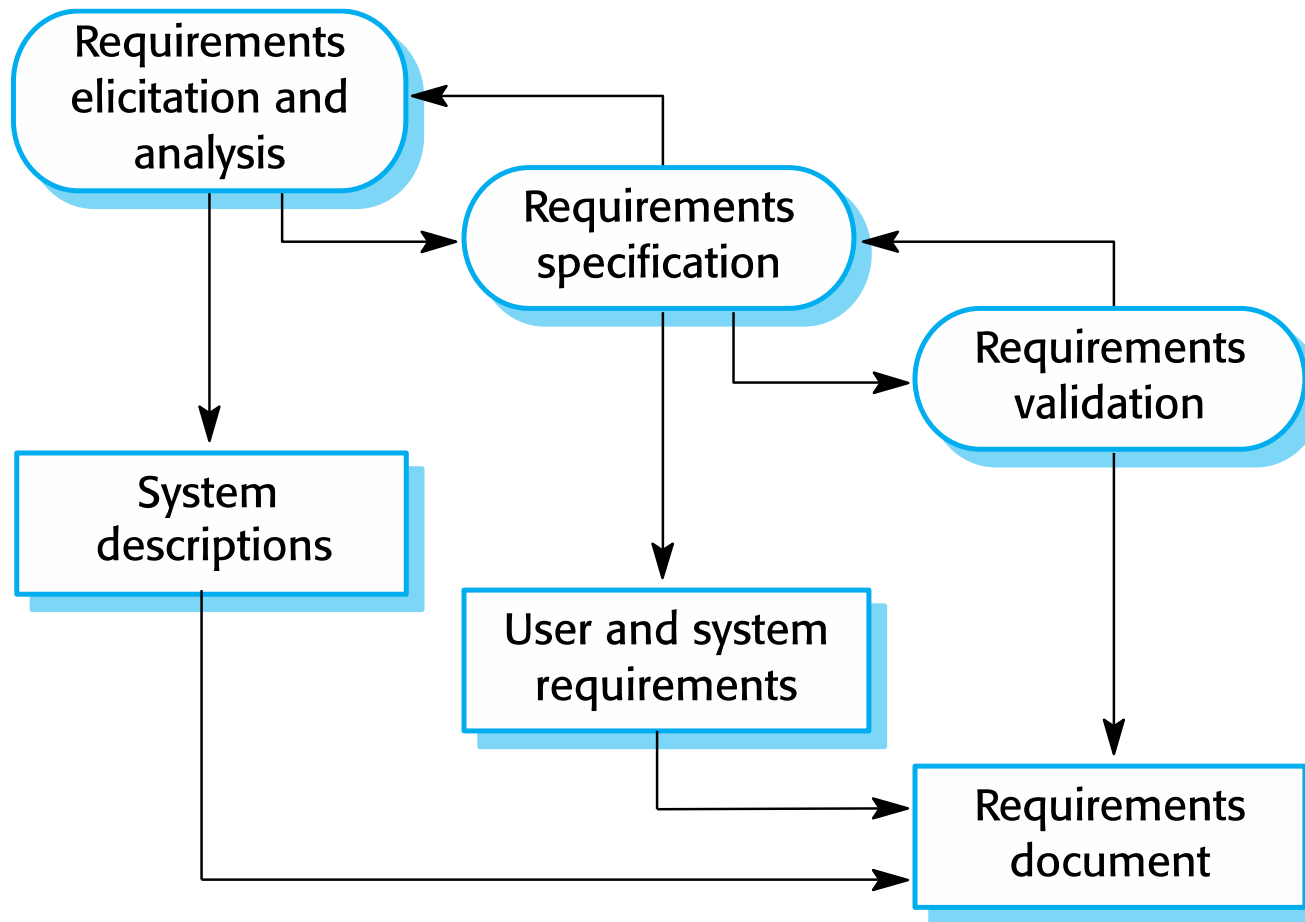 Requirements
elicitation and
analysis
Requirements
specification
Requirements
validation
System
descriptions
User and system
requirements
Requirements
document